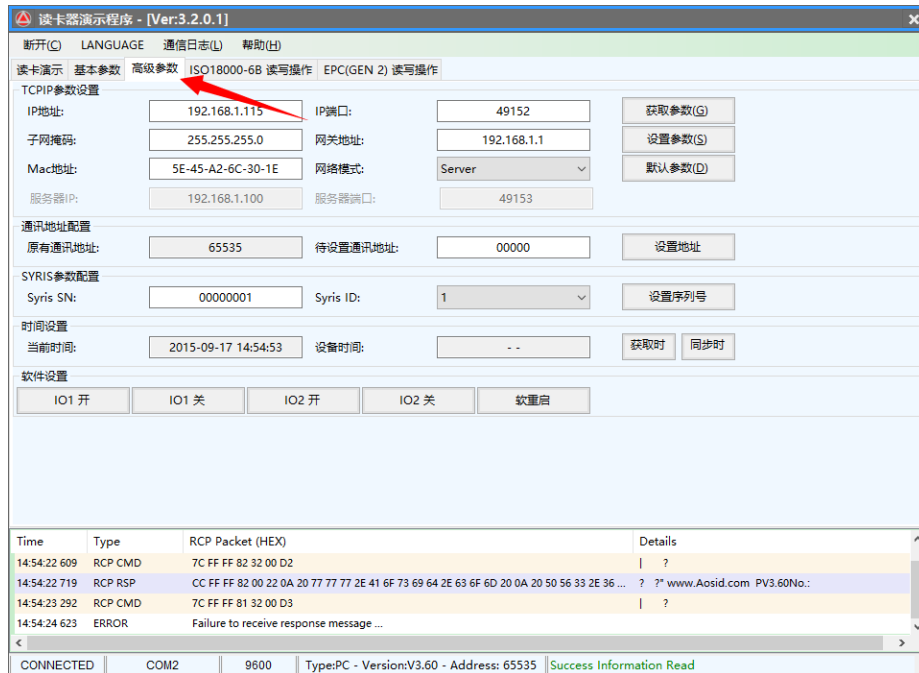 读卡器演示程序 - [Ver:3.2.0.1]
断开(C) LANGUAGE 通信日志(L) 帮助(H)
读卡演示 基本参数 高级参数 ISO18000-6B 读写操作 EPC(GEN 2) 读写操作
TCPIP参数设置
IP地址: 192.168.1.115 IP端口: 49152 获取参数(G)
子网掩码: 255.255.255.0 网关地址: 192.168.1.1 设置参数(S)
Mac地址: 5E-45-A2-6C-30-1E 网络模式: Server 默认参数(D)
服务器IP: 192.168.1.100 服务器端口: 49153
通讯地址配置
原有通讯地址: 65535 待设置通讯地址: 00000 设置地址
SYRIS参数配置
Syris SN: 00000001 Syris ID: 1 设置序列号
时间设置
当前时间: 2015-09-17 14:54:53 设备时间: - - 获取时 同步时
软件设置
IO1 开 IO1 关 IO2 开 IO2 关 软重启
Time Type RCP Packet (HEX) Details
14:54:22 609 RCP CMD 7C FF FF 82 32 00 D2 | ?
14:54:22 719 RCP RSP CC FF FF 82 00 22 0A 20 77 77 77 2E 41 6F 73 69 64 2E 63 6F 6D 20 0A 20 50 56 33 2E 36 ... ? ?" www.Aosid.com PV3.60No.:
14:54:23 292 RCP CMD 7C FF FF 81 32 00 D3 | ?
14:54:24 623 ERROR Failure to receive response message ...
CONNECTED COM2 9600 Type:PC - Version:V3.60 - Address: 65535 Success Information Read